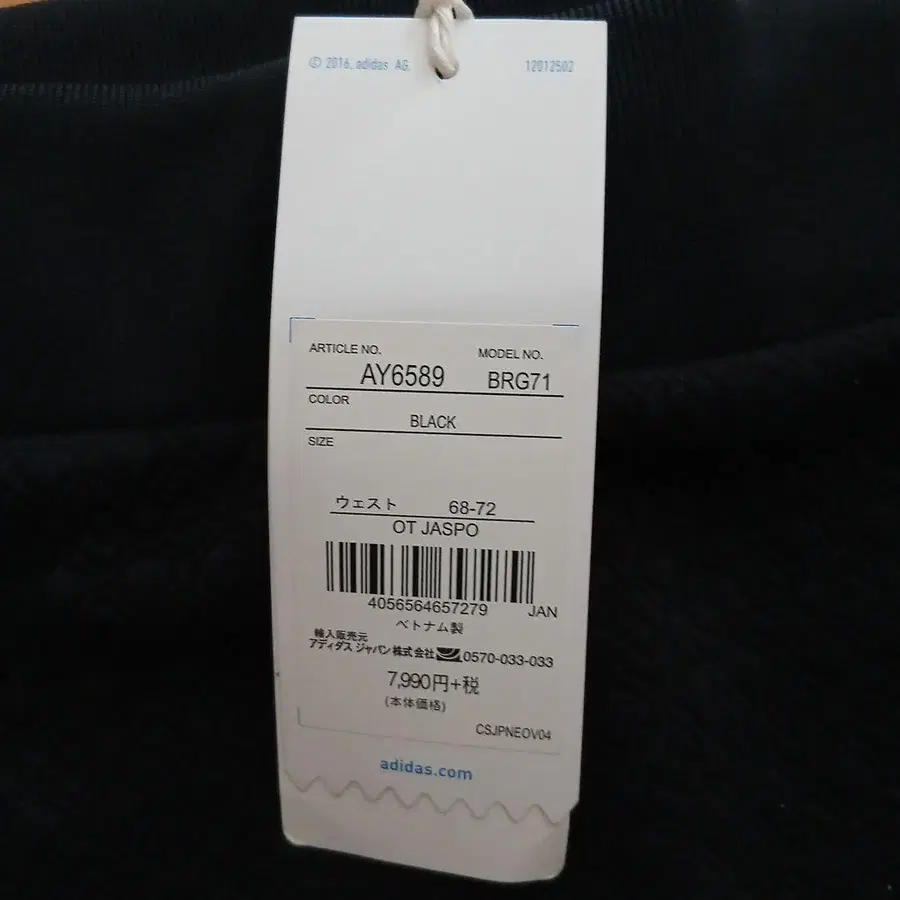 © 2016, adidas AG. 12012502
ARTICLE NO. MODEL NO.
AY6589 BRG71
COLOR
BLACK
SIZE
ウェスト 68-72
OT JASPO
4056564657279 JAN
ベトナム製
輸入販売元
アディダス ジャパン株式会社 0570-033-033
7,990円+税
(本体価格)
CSJPNEOV04
adidas.com